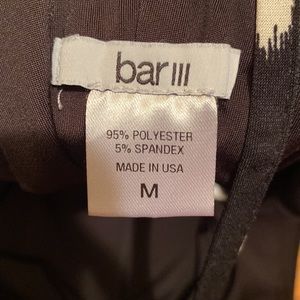 bar III
95% POLYESTER
5% SPANDEX
MADE IN USA
M